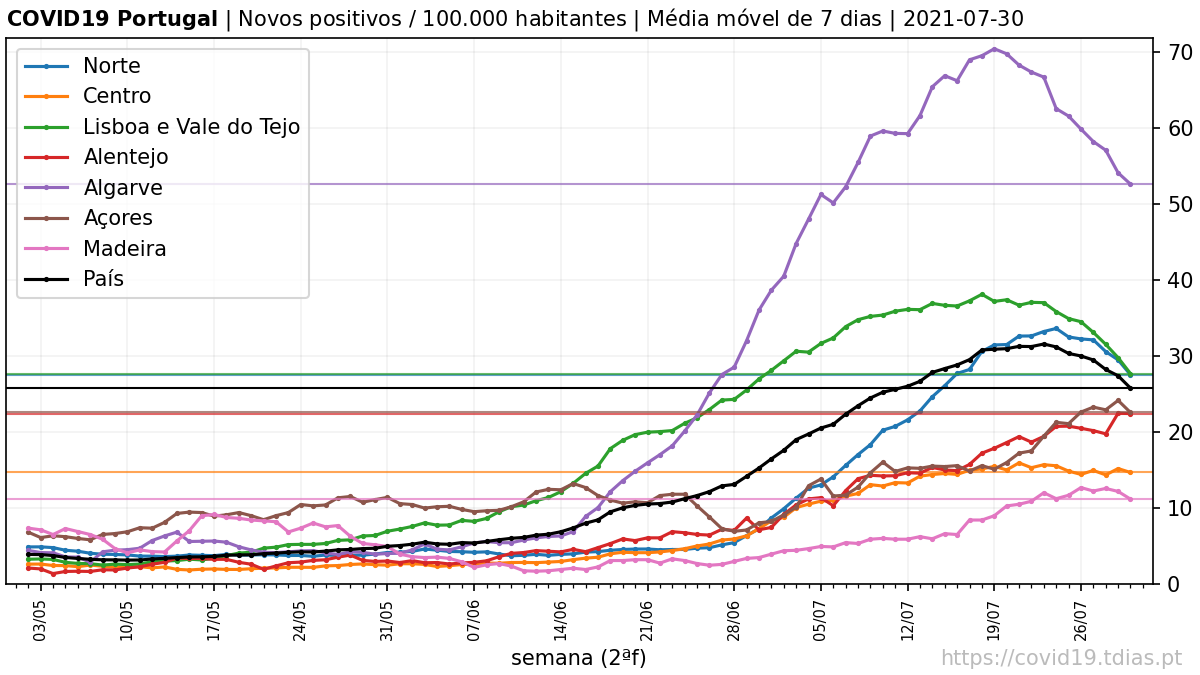 COVID19 Portugal | Novos positivos / 100.000 habitantes | Média móvel de 7 dias | 2021-07-30
Norte
Centro
Lisboa e Vale do Tejo
Alentejo
Algarve
Açores
Madeira
País
70
60
50
40
30
20
10
0
03/05
10/05
17/05
24/05
31/05
07/06
14/06
21/06
28/06
05/07
12/07
19/07
26/07
semana (2ªf)
https://covid19.tdias.pt